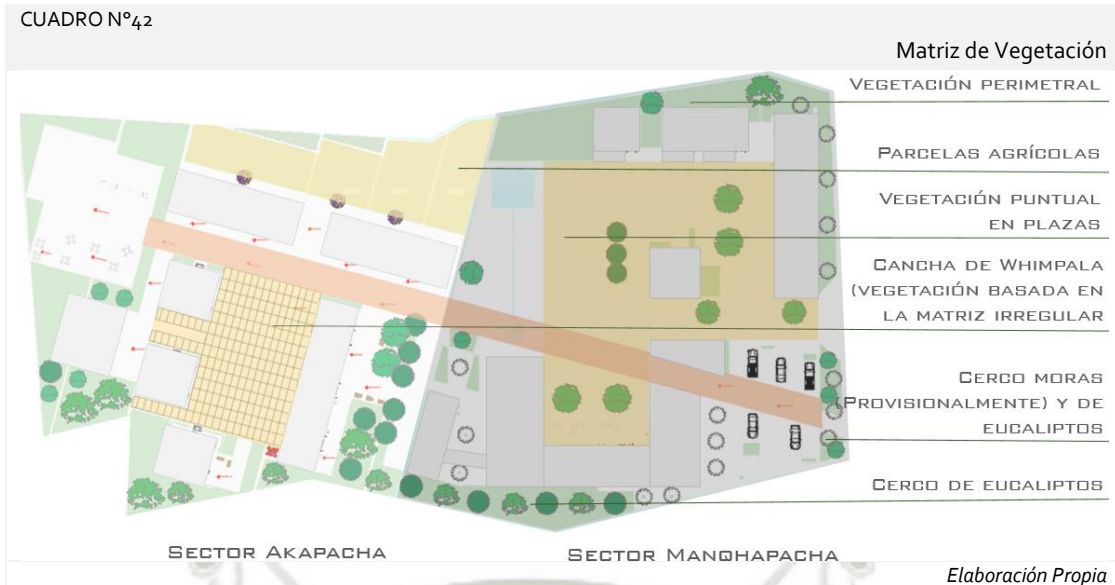 CUADRO Nº42
Matriz de Vegetación
VEGETACIÓN PERIMETRAL
PARCELAS AGRÍCOLAS
VEGETACIÓN PUNTUAL
EN PLAZAS
CANCHA DE WHIMPALA
(VEGETACIÓN BASADA EN
LA MATRIZ IRREGULAR
CERCO MORAS
(PROVISIONALMENTE) Y DE
EUCALIPTOS
CERCO DE EUCALIPTOS
SECTOR AKAPACHA
SECTOR MANQHAPACHA
Elaboración Propia